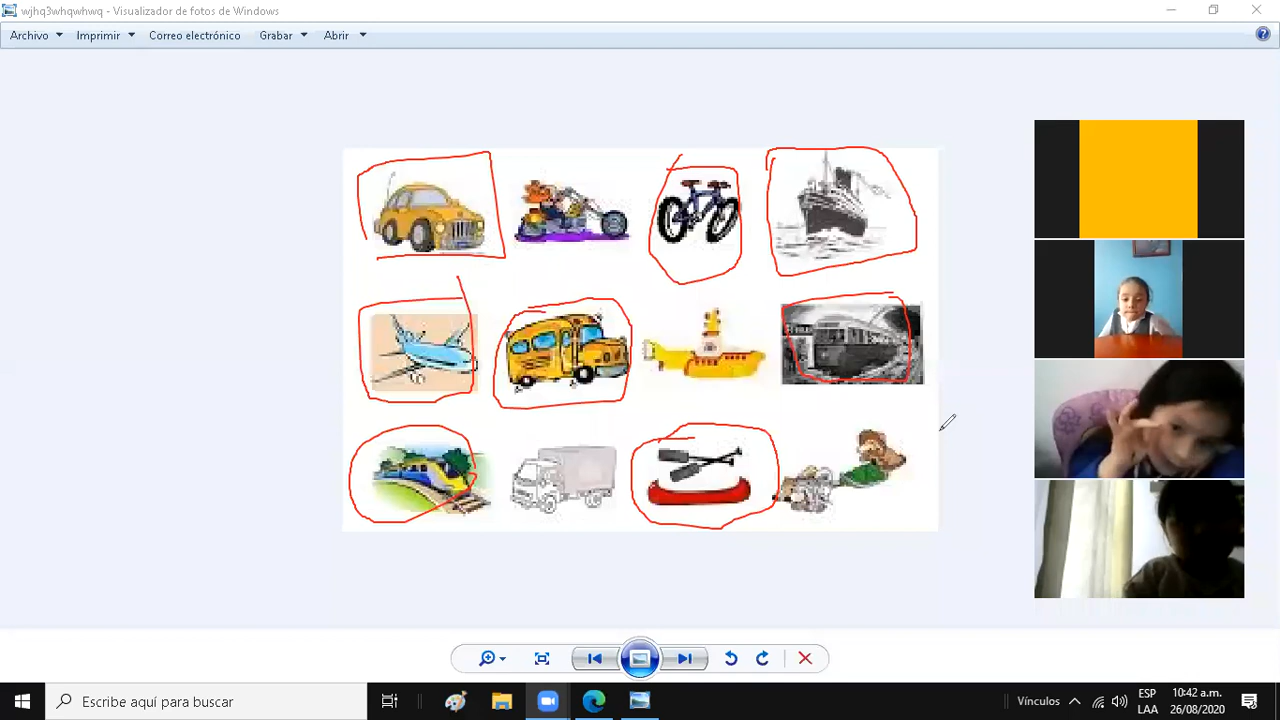 wjhq3whqwhwq - Visualizador de fotos de Windows
Archivo Imprimir Correo electrónico Grabar Abrir
Escribe aquí para buscar
Vínculos
ESP
LAA
10:42 a.m.
26/08/2020